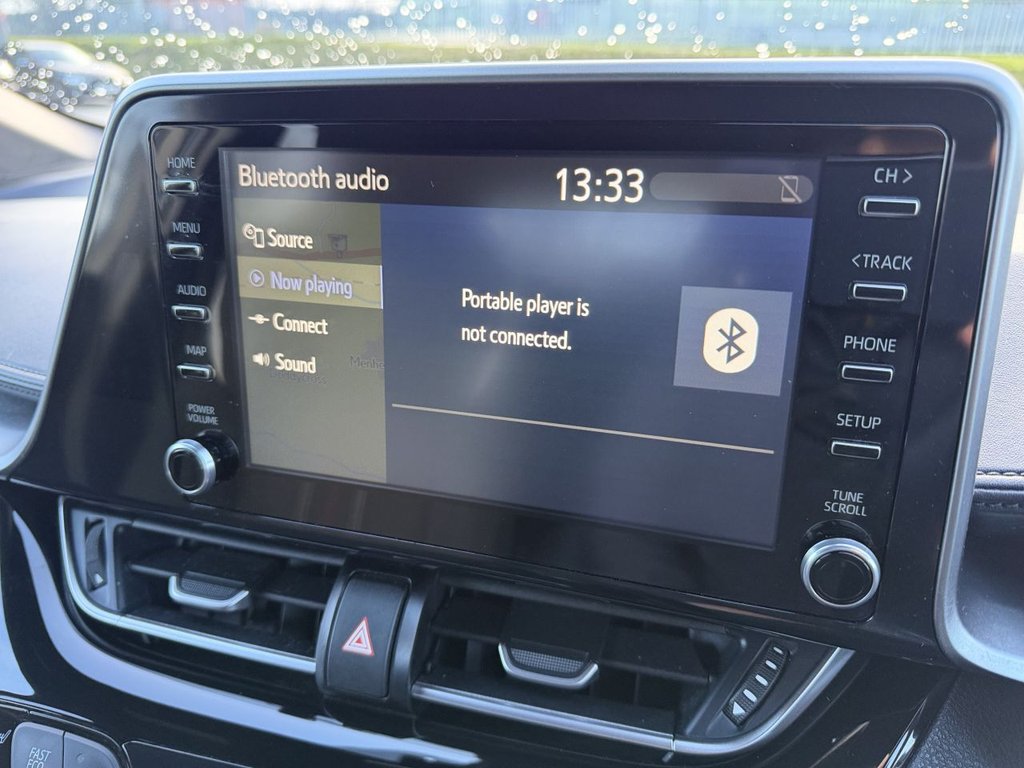 HOME
MENU
AUDIO
MAP
POWER
VOLUME
Bluetooth audio
13:33
Source
Now playing
Connect
Sound
Portable player is
not connected.
CH >
<TRACK
PHONE
SETUP
TUNE
SCROLL
FAST
ECO